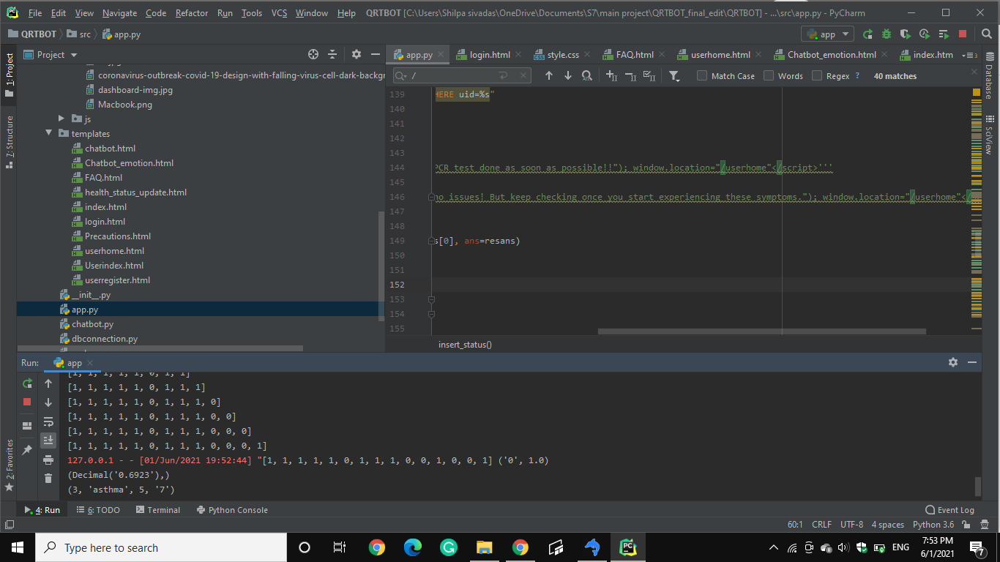 File Edit View Navigate Code Refactor Run Tools VCS Window Help QRTBOT [C:\Users\Shilpa sivadas\OneDrive\Documents\S7\main project\QRTBOT_final_edit\QRTBOT] - ...\src\app.py - PyCharm
QRTBOT src app.py app
Project app.py login.html style.css FAQ.html userhome.html Chatbot_emotion.html index.htm
/ Match Case Words Regex ? 40 matches
1: Project
7: Structure
2: Favorites
Database
SciView
coronavirus-outbreak-covid-19-design-with-falling-virus-cell-dark-backgr
dashboard-img.jpg
Macbook.png
js
templates
chatbot.html
Chatbot_emotion.html
FAQ.html
health_status_update.html
index.html
login.html
Precautions.html
userhome.html
Userindex.html
userregister.html
__init__.py
app.py
chatbot.py
dbconnection.py
139 HERE uid=%s"
140
141
142
143
144 PCR test done as soon as possible!!"); window.location="/userhome"</script>'''
145
146 no issues! But keep checking once you start experiencing these symptoms."); window.location="/userhome"</
147
148
149 s[0], ans=resans)
150
151
152
153
154
155
insert_status()
Run: app
[1, 1, 1, 1, 1, 0, 1, 1]
[1, 1, 1, 1, 1, 0, 1, 1, 1]
[1, 1, 1, 1, 1, 0, 1, 1, 1, 0]
[1, 1, 1, 1, 1, 0, 1, 1, 1, 0, 0]
[1, 1, 1, 1, 1, 0, 1, 1, 1, 0, 0, 0]
[1, 1, 1, 1, 1, 0, 1, 1, 1, 0, 0, 0, 1]
127.0.0.1 - - [01/Jun/2021 19:52:44] "[1, 1, 1, 1, 1, 0, 1, 1, 1, 0, 0, 1, 0, 0, 1] ('0', 1.0)
(Decimal('0.6923'),)
(3, 'asthma', 5, '7')
4: Run 6: TODO Terminal Python Console Event Log
60:1 CRLF UTF-8 4 spaces Python 3.6
Type here to search ENG 7:53 PM
6/1/2021 7